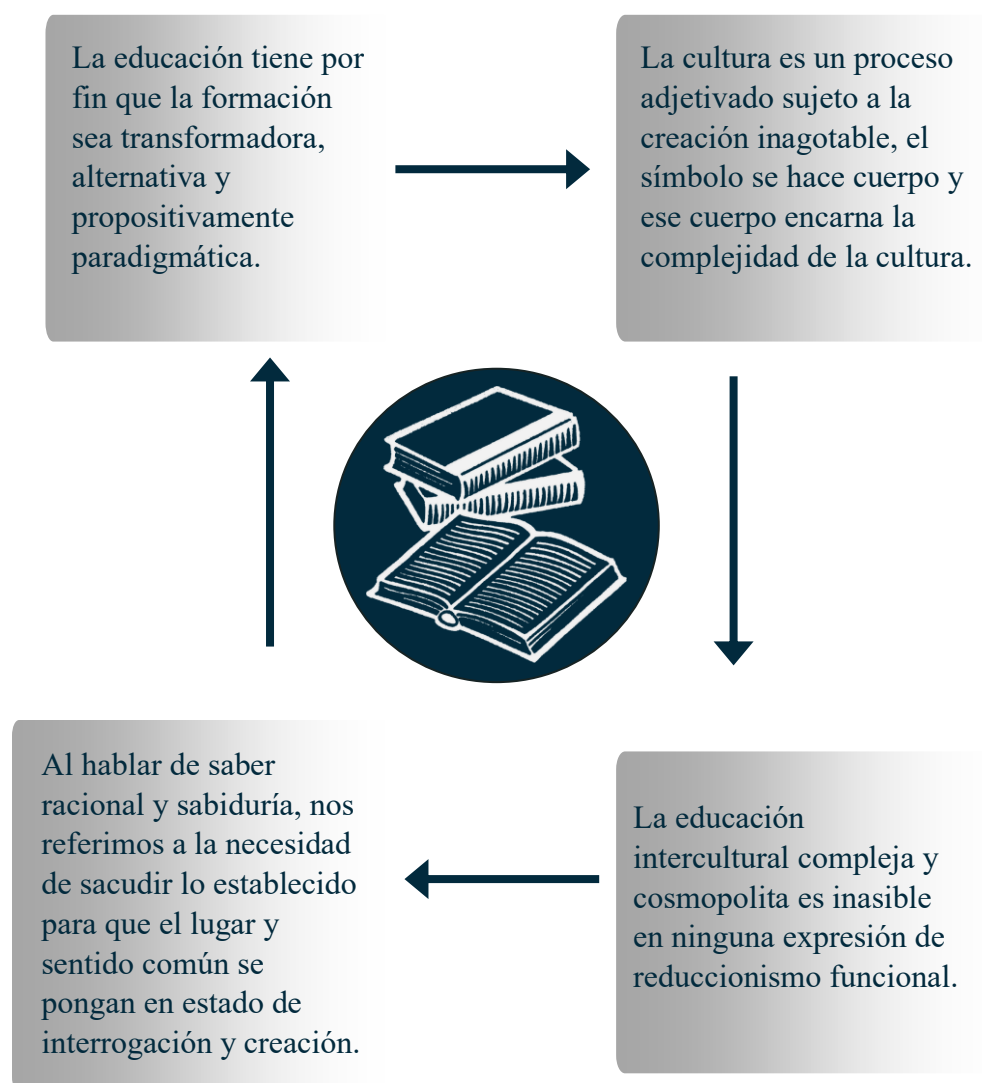 La educación tiene por
fin que la formación
sea transformadora,
alternativa y
propositivamente
paradigmática.
La cultura es un proceso
adjetivado sujeto a la
creación inagotable, el
símbolo se hace cuerpo y
ese cuerpo encarna la
complejidad de la cultura.
La educación
intercultural compleja y
cosmopolita es inasible
en ninguna expresión de
reduccionismo funcional.
Al hablar de saber
racional y sabiduría, nos
referimos a la necesidad
de sacudir lo establecido
para que el lugar y
sentido común se
pongan en estado de
interrogación y creación.